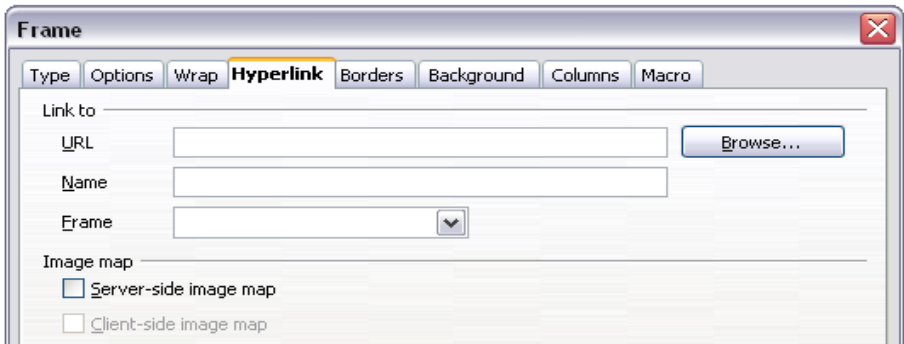 Frame
Type Options Wrap Hyperlink Borders Background Columns Macro
Link to
URL Browse...
Name
Frame
Image map
Server-side image map
Client-side image map